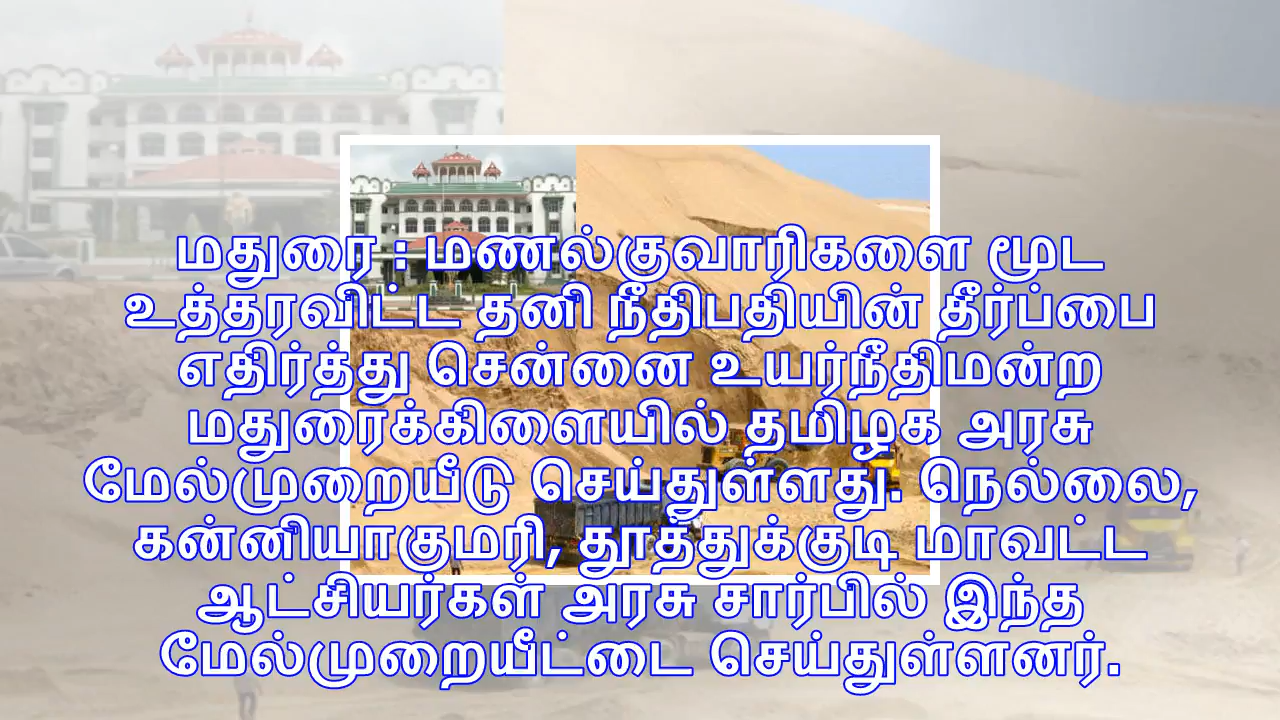 மதுரை : மணல்குவாரிகளை மூட
உத்தரவிட்ட தனி நீதிபதியின் தீர்ப்பை
எதிர்த்து சென்னை உயர்நீதிமன்ற
மதுரைக்கிளையில் தமிழக அரசு
மேல்முறையீடு செய்துள்ளது. நெல்லை,
கன்னியாகுமரி, தூத்துக்குடி மாவட்ட
ஆட்சியர்கள் அரசு சார்பில் இந்த
மேல்முறையீட்டை செய்துள்ளனர்.